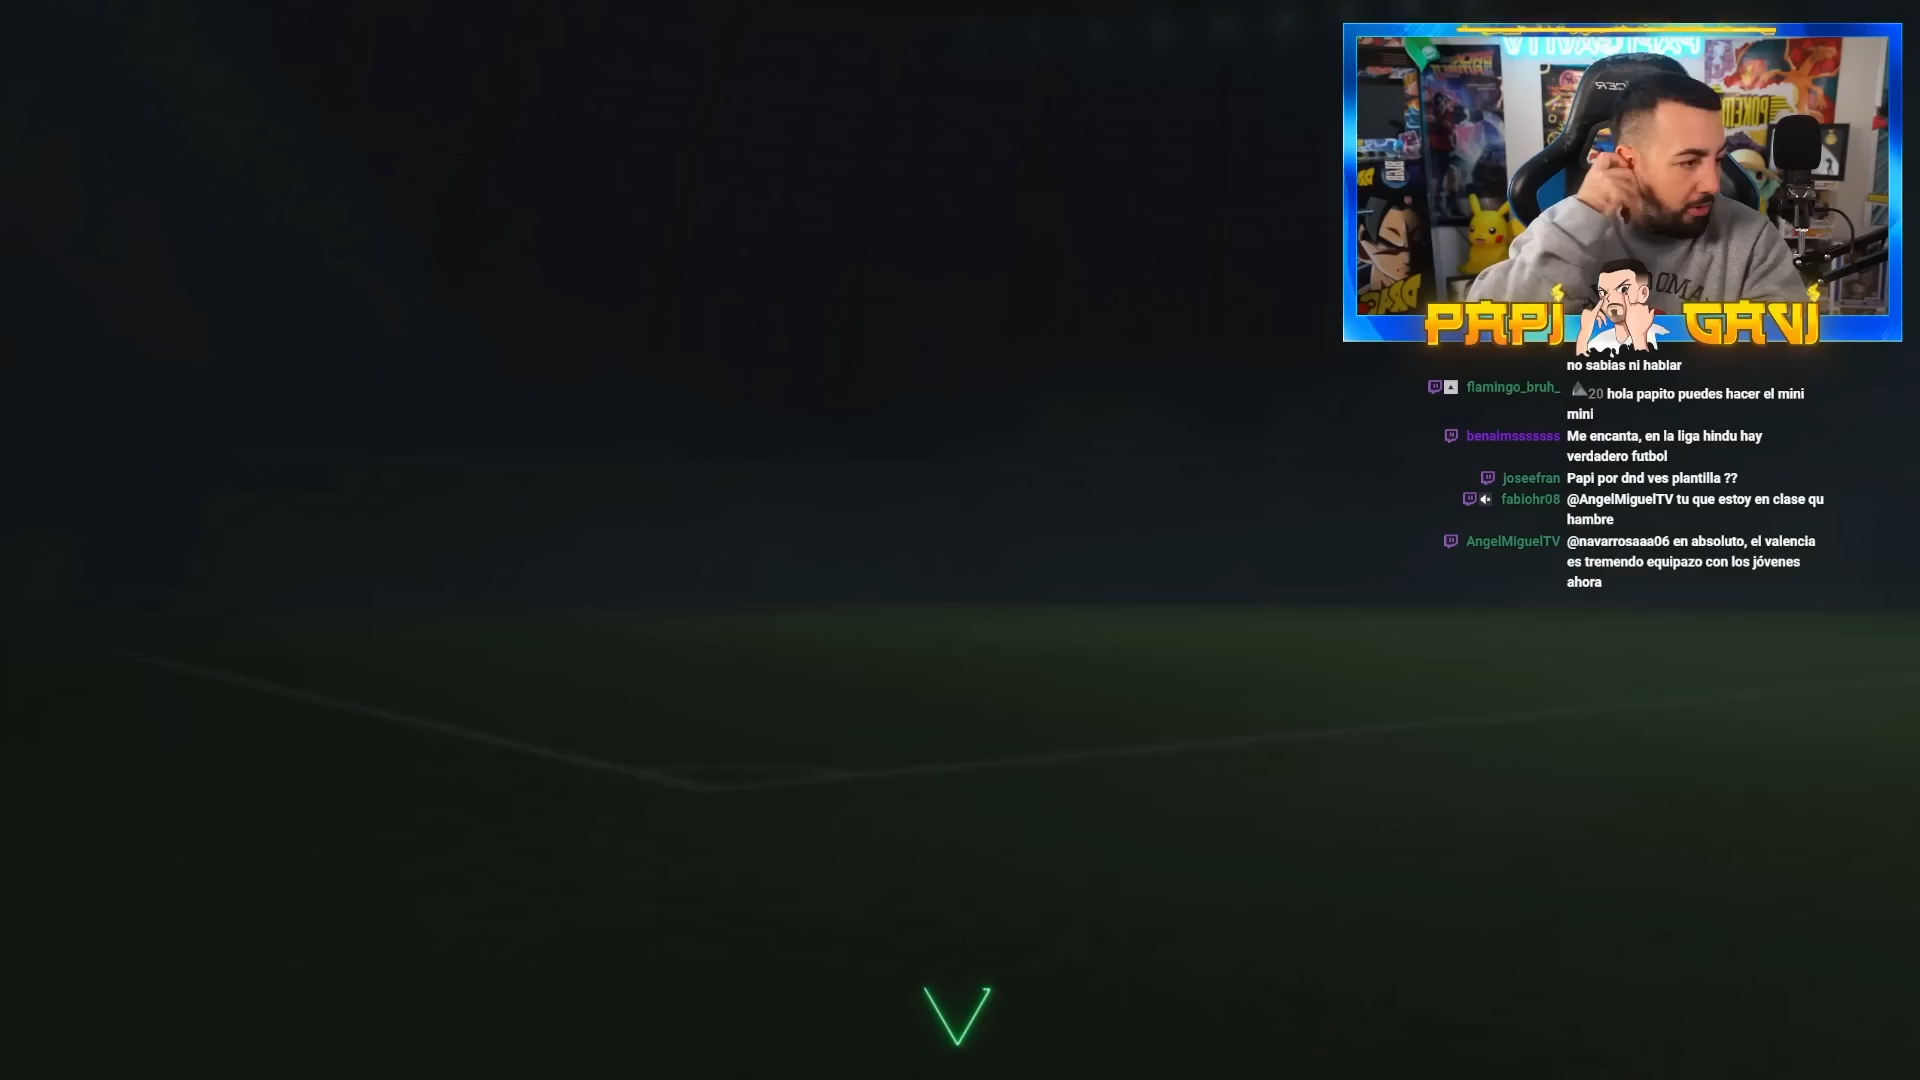 PAPI GAVI
no sabias ni hablar
flamingo_bruh_ 20 hola papito puedes hacer el mini
mini
benalmsssssss Me encanta, en la liga hindu hay
verdadero futbol
joseefran Papi por dnd ves plantilla ??
fabiohr08 @AngelMiguelTV tu que estoy en clase qu
hambre
AngelMiguelTV @navarrosaaa06 en absoluto, el valencia
es tremendo equipazo con los jóvenes
ahora